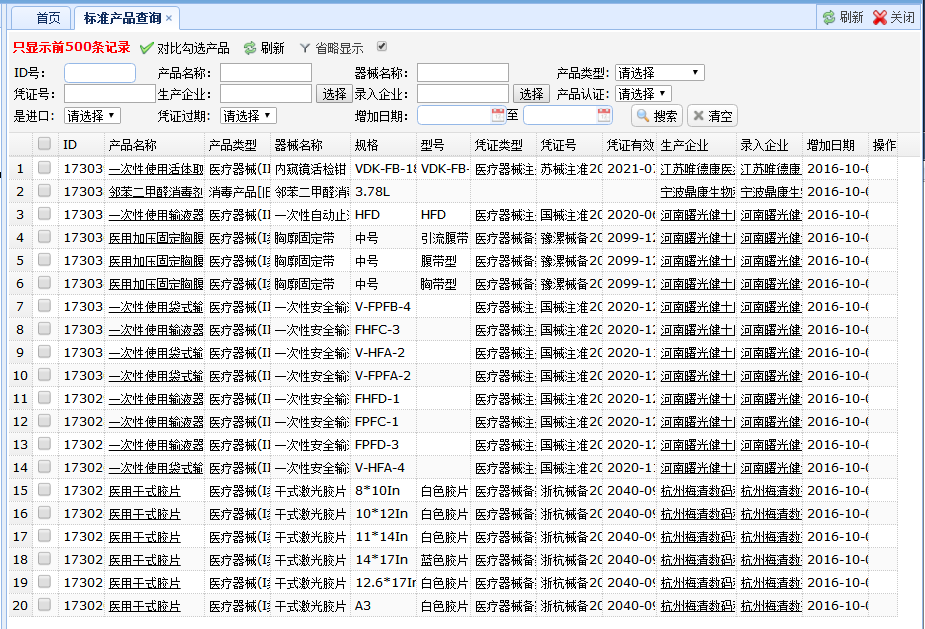 首页 标准产品查询 × 刷新 关闭
只显示前500条记录 对比勾选产品 刷新 省略显示
ID号： 产品名称： 器械名称： 产品类型： 请选择
凭证号： 生产企业： 选择 录入企业： 选择 产品认证： 请选择
是进口： 请选择 凭证过期： 请选择 增加日期： 至 搜索 清空
ID 产品名称 产品类型 器械名称 规格 型号 凭证类型 凭证号 凭证有效 生产企业 录入企业 增加日期 操作
1 17303 一次性使用活体取 医疗器械(II 内窥镜活检钳 VDK-FB-18 VDK-FB- 医疗器械注 苏械注准20 2021-07 江苏唯德康医 江苏唯德康 2016-10-0
2 17303 邻苯二甲醛消毒剂 消毒产品[旧 邻苯二甲醛消 3.78L 宁波鼎康生物 宁波鼎康生 2016-10-0
3 17303 一次性使用输液器 医疗器械(II 一次性自动止 HFD HFD 医疗器械注 国械注准20 2020-06 河南曙光健士 河南曙光健 2016-10-0
4 17303 医用加压固定胸腹 医疗器械(I类 胸廓固定带 中号 引流腹带 医疗器械备 豫漯械备20 2099-12 河南曙光健士 河南曙光健 2016-10-0
5 17303 医用加压固定胸腹 医疗器械(I类 胸廓固定带 中号 腹带型 医疗器械备 豫漯械备20 2099-12 河南曙光健士 河南曙光健 2016-10-0
6 17303 医用加压固定胸腹 医疗器械(I类 胸廓固定带 中号 胸带型 医疗器械备 豫漯械备20 2099-12 河南曙光健士 河南曙光健 2016-10-0
7 17303 一次性使用袋式输 医疗器械(II 一次性安全输 V-FPFB-4 医疗器械注 国械注准20 2020-12 河南曙光健士 河南曙光健 2016-10-0
8 17303 一次性使用输液器 医疗器械(II 一次性安全输 FHFC-3 医疗器械注 国械注准20 2020-12 河南曙光健士 河南曙光健 2016-10-0
9 17303 一次性使用袋式输 医疗器械(II 一次性安全输 V-HFA-2 医疗器械注 国械注准20 2020-11 河南曙光健士 河南曙光健 2016-10-0
10 17303 一次性使用袋式输 医疗器械(II 一次性安全输 V-FPFA-2 医疗器械注 国械注准20 2020-12 河南曙光健士 河南曙光健 2016-10-0
11 17302 一次性使用输液器 医疗器械(II 一次性安全输 FHFD-1 医疗器械注 国械注准20 2020-12 河南曙光健士 河南曙光健 2016-10-0
12 17302 一次性使用输液器 医疗器械(II 一次性安全输 FPFC-1 医疗器械注 国械注准20 2020-12 河南曙光健士 河南曙光健 2016-10-0
13 17302 一次性使用输液器 医疗器械(II 一次性安全输 FPFD-3 医疗器械注 国械注准20 2020-12 河南曙光健士 河南曙光健 2016-10-0
14 17302 一次性使用袋式输 医疗器械(II 一次性安全输 V-HFA-4 医疗器械注 国械注准20 2020-11 河南曙光健士 河南曙光健 2016-10-0
15 17302 医用干式胶片 医疗器械(I类 干式激光胶片 8*10In 白色胶片 医疗器械备 浙杭械备20 2040-09 杭州梅清数码 杭州梅清数 2016-10-0
16 17302 医用干式胶片 医疗器械(I类 干式激光胶片 10*12In 白色胶片 医疗器械备 浙杭械备20 2040-09 杭州梅清数码 杭州梅清数 2016-10-0
17 17302 医用干式胶片 医疗器械(I类 干式激光胶片 11*14In 白色胶片 医疗器械备 浙杭械备20 2040-09 杭州梅清数码 杭州梅清数 2016-10-0
18 17302 医用干式胶片 医疗器械(I类 干式激光胶片 14*17In 蓝色胶片 医疗器械备 浙杭械备20 2040-09 杭州梅清数码 杭州梅清数 2016-10-0
19 17302 医用干式胶片 医疗器械(I类 干式激光胶片 12.6*17In 白色胶片 医疗器械备 浙杭械备20 2040-09 杭州梅清数码 杭州梅清数 2016-10-0
20 17302 医用干式胶片 医疗器械(I类 干式激光胶片 A3 白色胶片 医疗器械备 浙杭械备20 2040-09 杭州梅清数码 杭州梅清数 2016-10-0